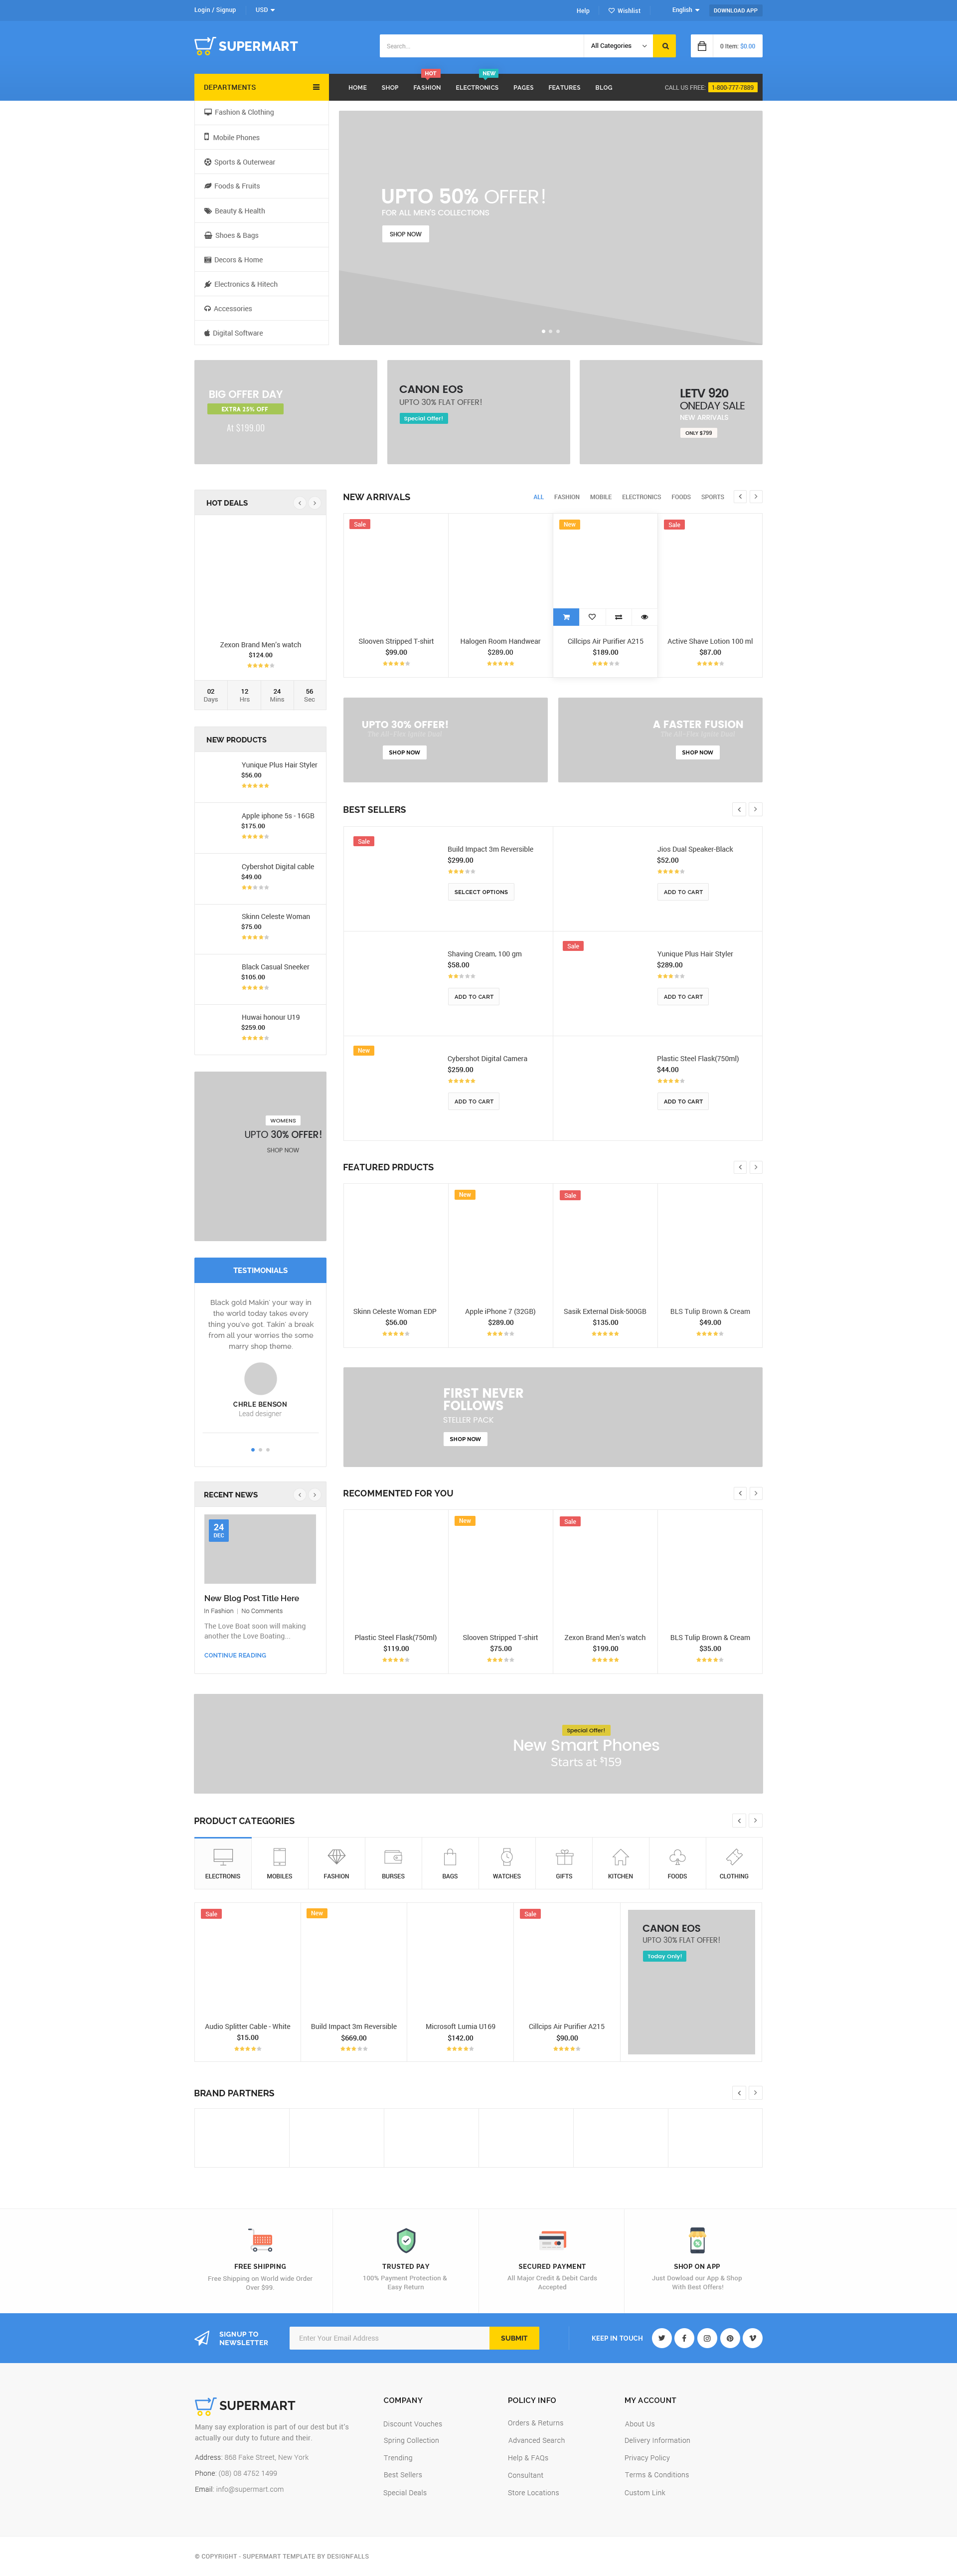 Login / Signup
USD
Help
Wishlist
English
DOWNLOAD APP
SUPERMART
Search...
All Categories
0 Item: $0.00
DEPARTMENTS
HOT
NEW
HOME
SHOP
FASHION
ELECTRONICS
PAGES
FEATURES
BLOG
CALL US FREE:
1-800-777-7889
Fashion & Clothing
Mobile Phones
Sports & Outerwear
Foods & Fruits
Beauty & Health
Shoes & Bags
Decors & Home
Electronics & Hitech
Accessories
Digital Software
UPTO 50% OFFER!
FOR ALL MEN'S COLLECTIONS
SHOP NOW
BIG OFFER DAY
EXTRA 25% OFF
At $199.00
CANON EOS
UPTO 30% FLAT OFFER!
Special Offer!
LETV 920
ONEDAY SALE
NEW ARRIVALS
ONLY $799
HOT DEALS
Zexon Brand Men's watch
$124.00
02 12 24 56
Days Hrs Mins Sec
NEW ARRIVALS
ALL FASHION MOBILE ELECTRONICS FOODS SPORTS
Sale
New
Sale
Slooven Stripped T-shirt
$99.00
Halogen Room Handwear
$289.00
Cillcips Air Purifier A215
$189.00
Active Shave Lotion 100 ml
$87.00
UPTO 30% OFFER!
SHOP NOW
A FASTER FUSION
SHOP NOW
NEW PRODUCTS
Yunique Plus Hair Styler
$56.00
Apple iphone 5s - 16GB
$175.00
Cybershot Digital cable
$49.00
Skinn Celeste Woman
$75.00
Black Casual Sneeker
$105.00
Huwai honour U19
$259.00
BEST SELLERS
Sale
Build Impact 3m Reversible
$299.00
SELCECT OPTIONS
Jios Dual Speaker-Black
$52.00
ADD TO CART
Shaving Cream, 100 gm
$58.00
ADD TO CART
Sale
Yunique Plus Hair Styler
$289.00
ADD TO CART
New
Cybershot Digital Camera
$259.00
ADD TO CART
Plastic Steel Flask(750ml)
$44.00
ADD TO CART
WOMENS
UPTO 30% OFFER!
SHOP NOW
FEATURED PRDUCTS
New
Sale
Skinn Celeste Woman EDP
$56.00
Apple iPhone 7 (32GB)
$289.00
Sasik External Disk-500GB
$135.00
BLS Tulip Brown & Cream
$49.00
TESTIMONIALS
Black gold Makin' your way in
the world today takes every
thing you've got. Takin' a break
from all your worries the some
marry shop theme.
CHRLE BENSON
Lead designer
FIRST NEVER
FOLLOWS
STELLER PACK
SHOP NOW
RECENT NEWS
24
DEC
New Blog Post Title Here
In Fashion | No Comments
The Love Boat soon will making
another the Love Boating...
CONTINUE READING
RECOMMENTED FOR YOU
New
Sale
Plastic Steel Flask(750ml)
$119.00
Slooven Stripped T-shirt
$75.00
Zexon Brand Men's watch
$199.00
BLS Tulip Brown & Cream
$35.00
Special Offer!
New Smart Phones
Starts at $159
PRODUCT CATEGORIES
ELECTRONIS
MOBILES
FASHION
BURSES
BAGS
WATCHES
GIFTS
KITCHEN
FOODS
CLOTHING
Sale
New
Sale
Audio Splitter Cable - White
$15.00
Build Impact 3m Reversible
$669.00
Microsoft Lumia U169
$142.00
Cillcips Air Purifier A215
$90.00
CANON EOS
UPTO 30% FLAT OFFER!
Today Only!
BRAND PARTNERS
FREE SHIPPING
Free Shipping on World wide Order
Over $99.
TRUSTED PAY
100% Payment Protection &
Easy Return
SECURED PAYMENT
All Major Credit & Debit Cards
Accepted
SHOP ON APP
Just Dowload our App & Shop
With Best Offers!
SIGNUP TO
NEWSLETTER
Enter Your Email Address
SUBMIT
KEEP IN TOUCH
SUPERMART
Many say exploration is part of our dest but it's
actually our duty to future and their.
Address: 868 Fake Street, New York
Phone: (08) 08 4752 1499
Email: info@supermart.com
COMPANY
Discount Vouches
Spring Collection
Trending
Best Sellers
Special Deals
POLICY INFO
Orders & Returns
Advanced Search
Help & FAQs
Consultant
Store Locations
MY ACCOUNT
About Us
Delivery Information
Privacy Policy
Terms & Conditions
Custom Link
© COPYRIGHT - SUPERMART TEMPLATE BY DESIGNFALLS